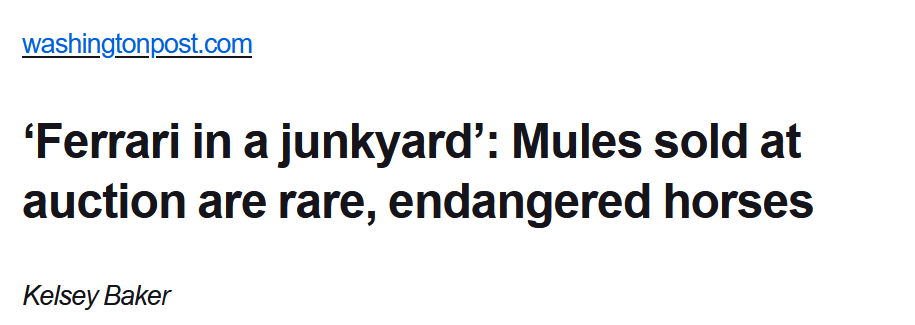 washingtonpost.com
‘Ferrari in a junkyard’: Mules sold at
auction are rare, endangered horses
Kelsey Baker